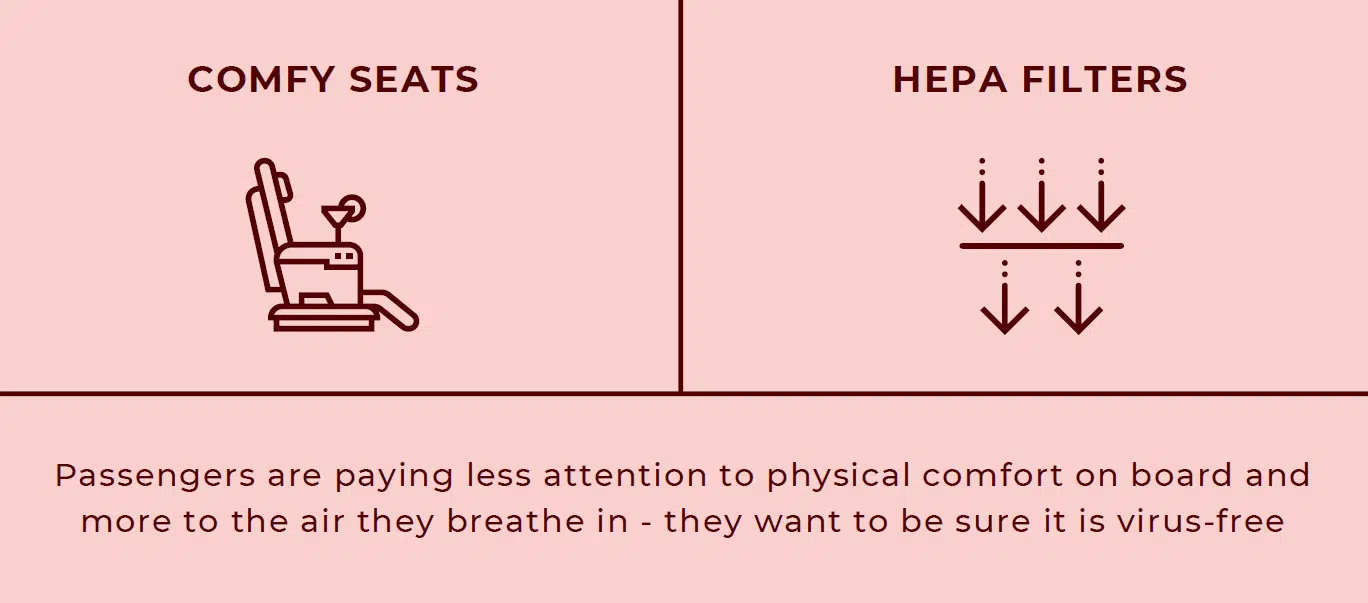 COMFY SEATS
HEPA FILTERS
Passengers are paying less attention to physical comfort on board and
more to the air they breathe in - they want to be sure it is virus-free